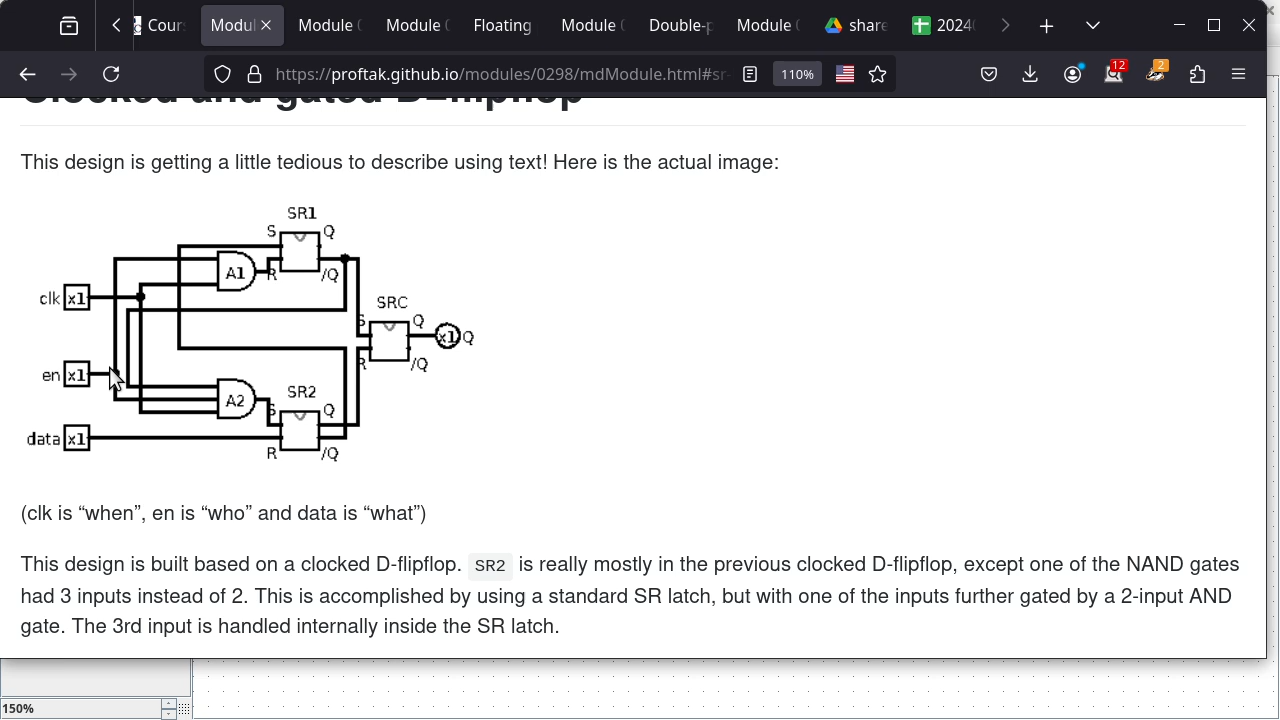 Cour
Modul
Module
Module
Floating
Module
Double-p
Module
share
2024
https://proftak.github.io/modules/0298/mdModule.html#sr-
110%
12
2
Clocked and gated D=flipflop
This design is getting a little tedious to describe using text! Here is the actual image:
SR1
S Q
A1
R /Q
clk x1
SRC
S Q
x1 Q
R /Q
en x1
SR2
A2
S Q
data x1
R /Q
(clk is “when”, en is “who” and data is “what”)
This design is built based on a clocked D-flipflop. SR2 is really mostly in the previous clocked D-flipflop, except one of the NAND gates
had 3 inputs instead of 2. This is accomplished by using a standard SR latch, but with one of the inputs further gated by a 2-input AND
gate. The 3rd input is handled internally inside the SR latch.
150%